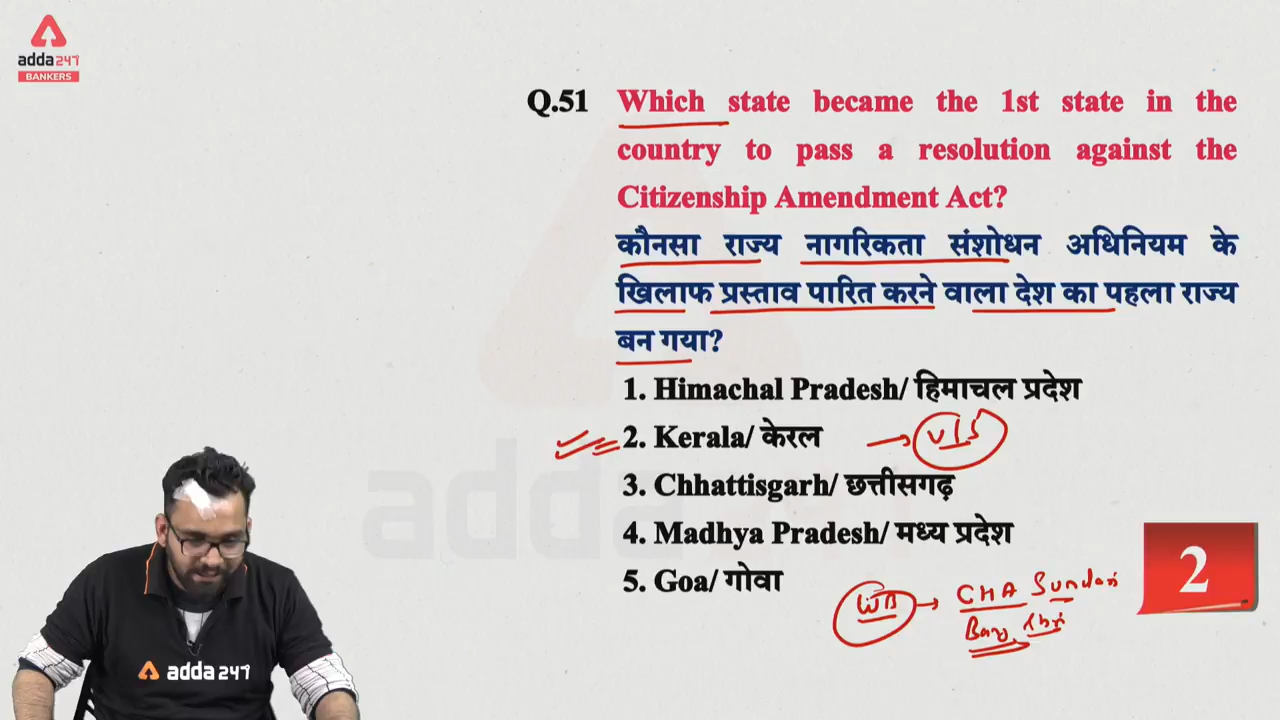 adda247
BANKERS
Q.51 Which state became the 1st state in the
country to pass a resolution against the
Citizenship Amendment Act?
कौनसा राज्य नागरिकता संशोधन अधिनियम के
खिलाफ प्रस्ताव पारित करने वाला देश का पहला राज्य
बन गया?
1. Himachal Pradesh/ हिमाचल प्रदेश
2. Kerala/ केरल
3. Chhattisgarh/ छत्तीसगढ़
4. Madhya Pradesh/ मध्य प्रदेश
5. Goa/ गोवा
WB CHA Sundari
2
adda247
adda